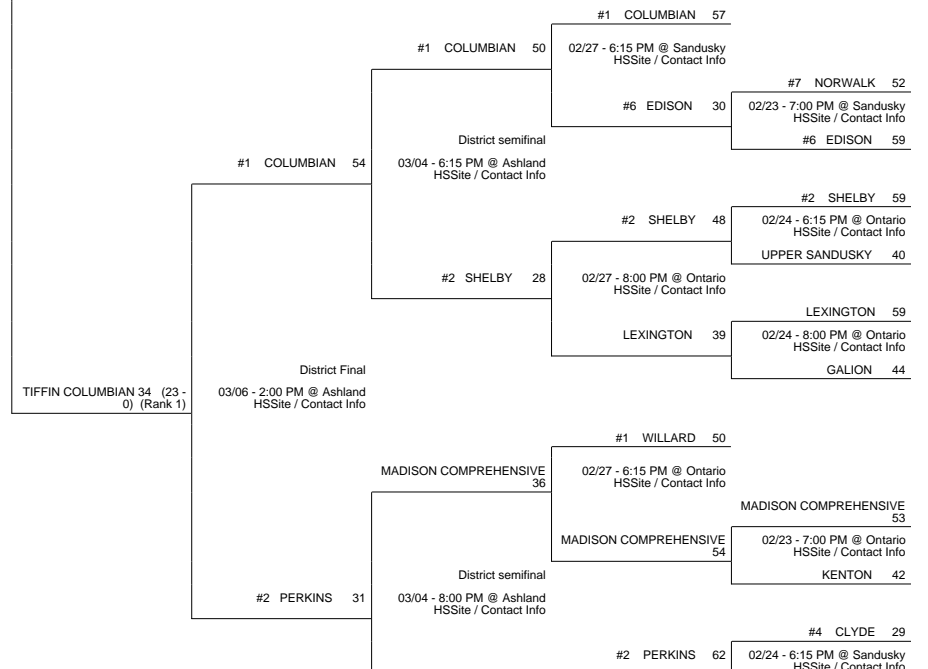 #1 COLUMBIAN 57
#1 COLUMBIAN 50
02/27 - 6:15 PM @ Sandusky
HSSite / Contact Info
#7 NORWALK 52
#6 EDISON 30
02/23 - 7:00 PM @ Sandusky
HSSite / Contact Info
#6 EDISON 59
District semifinal
#1 COLUMBIAN 54
03/04 - 6:15 PM @ Ashland
HSSite / Contact Info
#2 SHELBY 59
#2 SHELBY 48
02/24 - 6:15 PM @ Ontario
HSSite / Contact Info
UPPER SANDUSKY 40
#2 SHELBY 28
02/27 - 8:00 PM @ Ontario
HSSite / Contact Info
LEXINGTON 59
LEXINGTON 39
02/24 - 8:00 PM @ Ontario
HSSite / Contact Info
GALION 44
District Final
TIFFIN COLUMBIAN 34 (23 -
0) (Rank 1)
03/06 - 2:00 PM @ Ashland
HSSite / Contact Info
#1 WILLARD 50
MADISON COMPREHENSIVE
36
02/27 - 6:15 PM @ Ontario
HSSite / Contact Info
MADISON COMPREHENSIVE
53
MADISON COMPREHENSIVE
54
02/23 - 7:00 PM @ Ontario
HSSite / Contact Info
KENTON 42
District semifinal
#2 PERKINS 31
03/04 - 8:00 PM @ Ashland
HSSite / Contact Info
#4 CLYDE 29
#2 PERKINS 62
02/24 - 6:15 PM @ Sandusky
HSSite / Contact Info